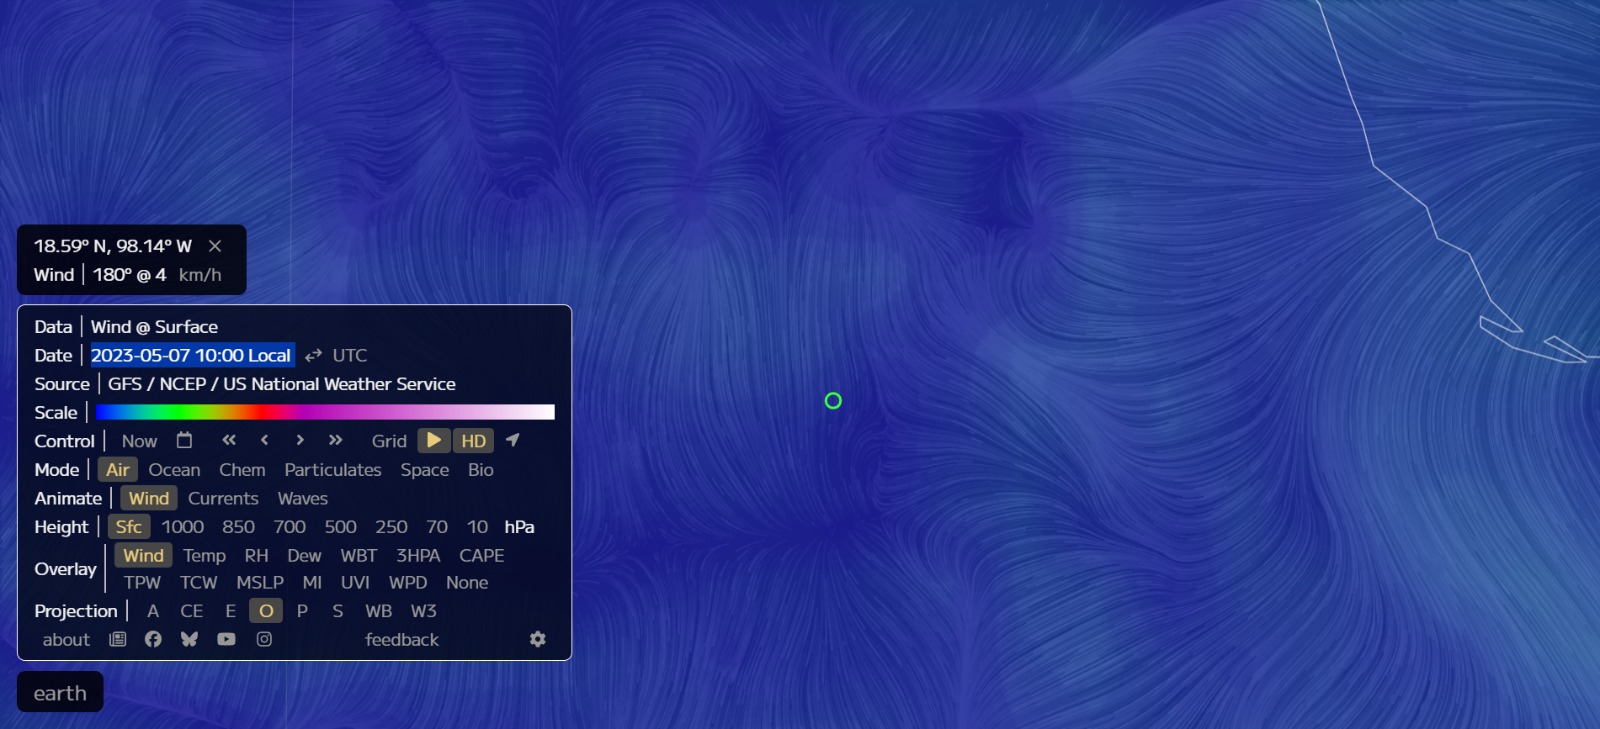 18.59° N, 98.14° W ×
Wind | 180° @ 4 km/h
Data | Wind @ Surface
Date | 2023-05-07 10:00 Local ⇄ UTC
Source | GFS / NCEP / US National Weather Service
Scale |
Control | Now « ‹ › » Grid HD
Mode | Air Ocean Chem Particulates Space Bio
Animate | Wind Currents Waves
Height | Sfc 1000 850 700 500 250 70 10 hPa
Overlay | Wind Temp RH Dew WBT 3HPA CAPE
TPW TCW MSLP MI UVI WPD None
Projection | A CE E O P S WB W3
about feedback
earth